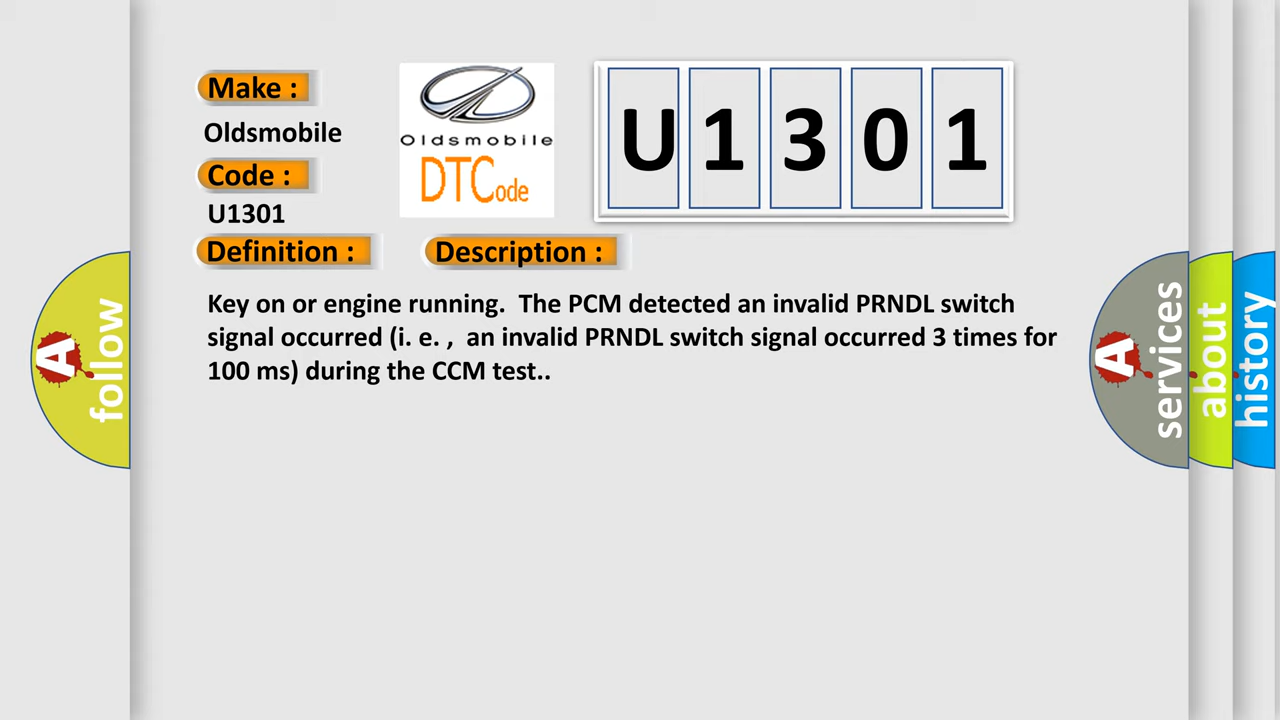 Make :
Oldsmobile
Code :
U1301
Oldsmobile
DTCode
U1301
Definition :
Description :
Key on or engine running. The PCM detected an invalid PRNDL switch
signal occurred (i. e. , an invalid PRNDL switch signal occurred 3 times for
100 ms) during the CCM test..
A follow
A services
about
history